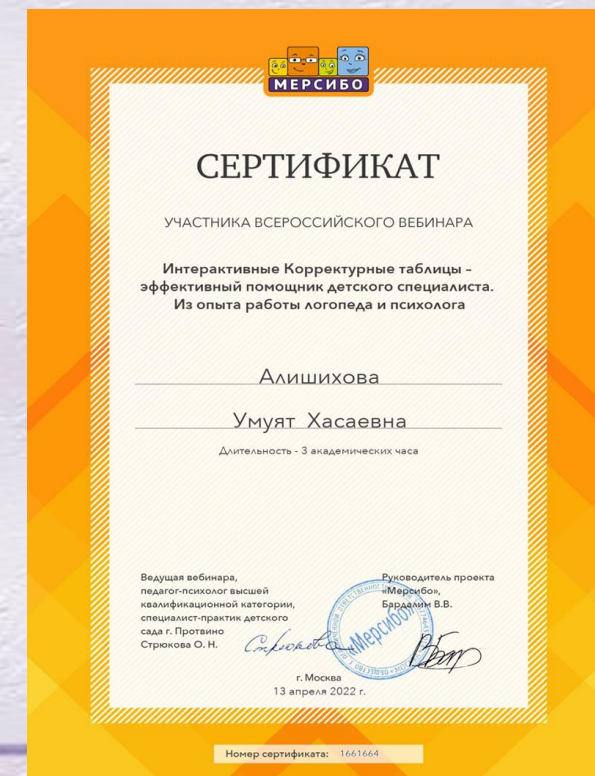 МЕРСИБО
СЕРТИФИКАТ
УЧАСТНИКА ВСЕРОССИЙСКОГО ВЕБИНАРА
Интерактивные Корректурные таблицы –
эффективный помощник детского специалиста.
Из опыта работы логопеда и психолога
Алишихова
Умуят Хасаевна
Длительность - 3 академических часа
Ведущая вебинара,
педагог-психолог высшей
квалификационной категории,
специалист-практик детского
сада г. Протвино
Стрюкова О. Н.
Руководитель проекта
«Мерсибо»,
Бардалим В.В.
«Мерсибо»
г. Москва
13 апреля 2022 г.
Номер сертификата: 1661664